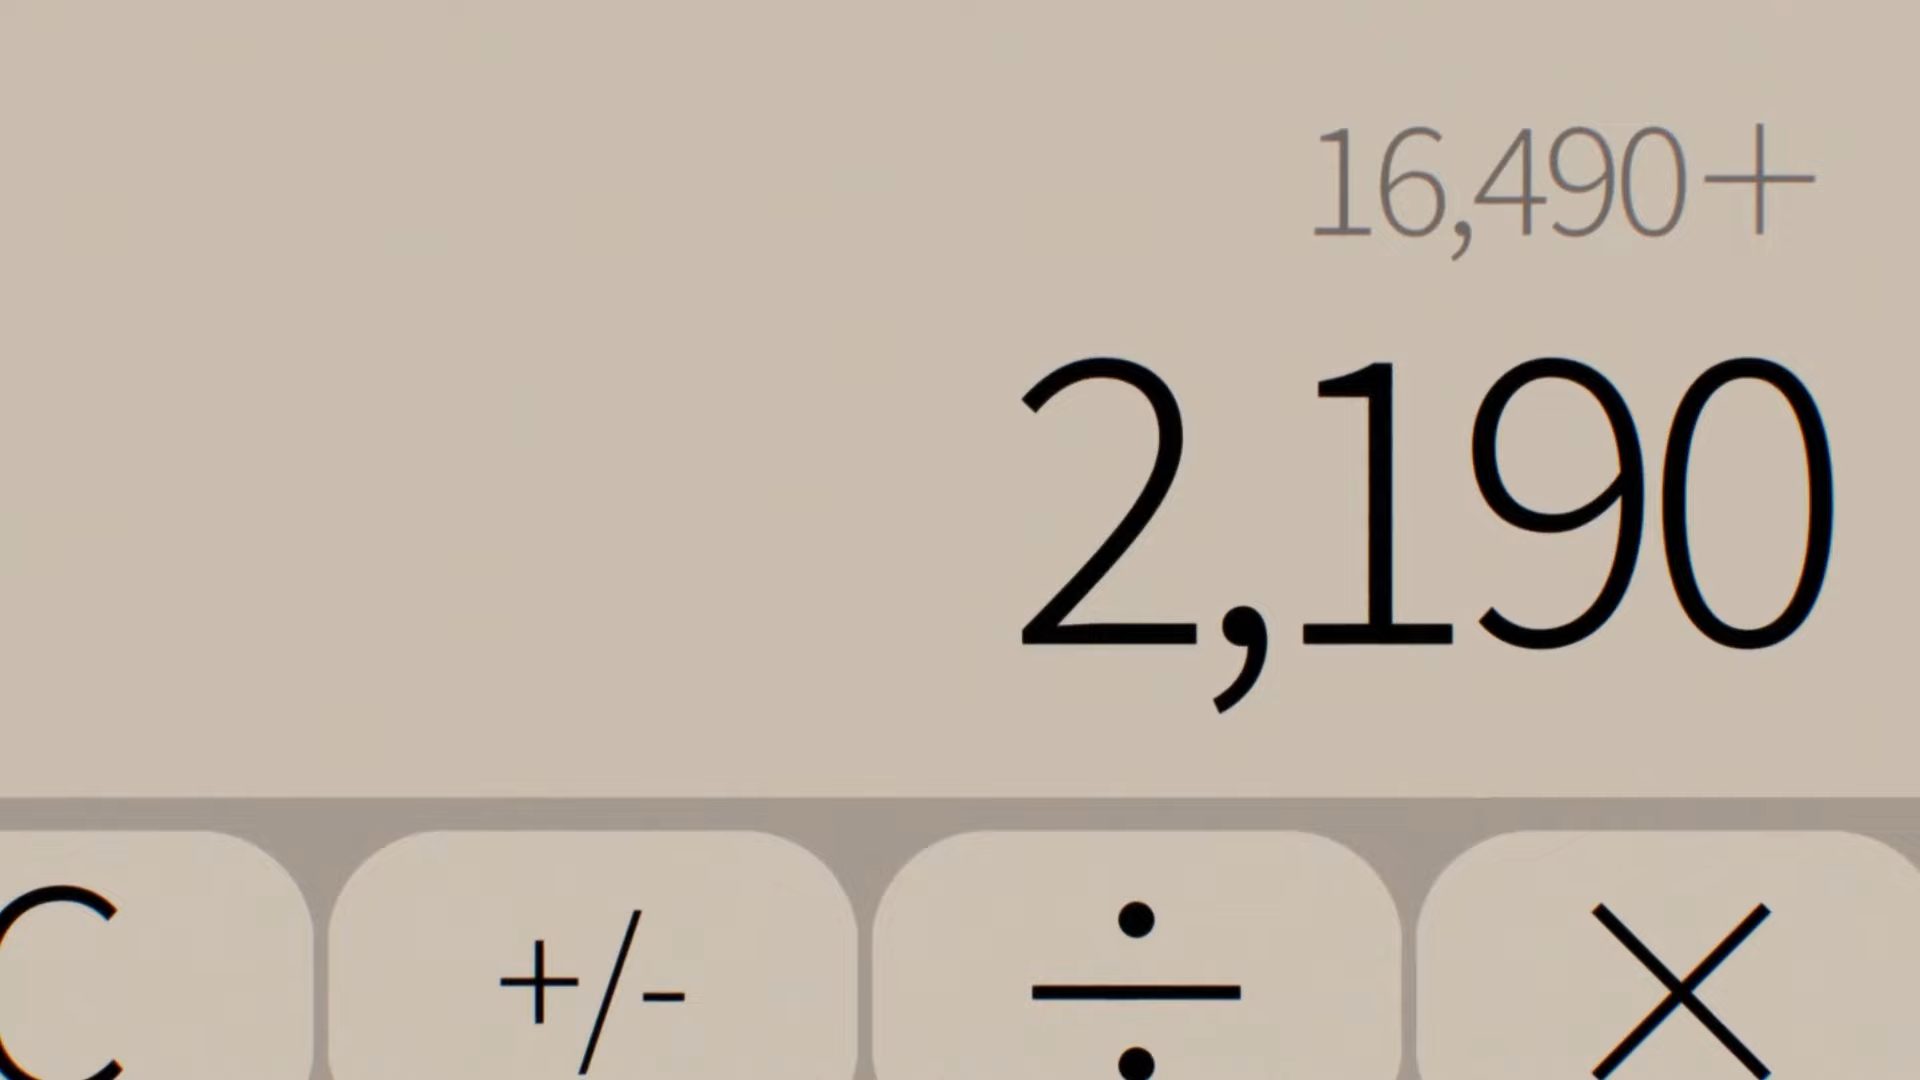 16,490+
2,190
C +/- ÷ ×